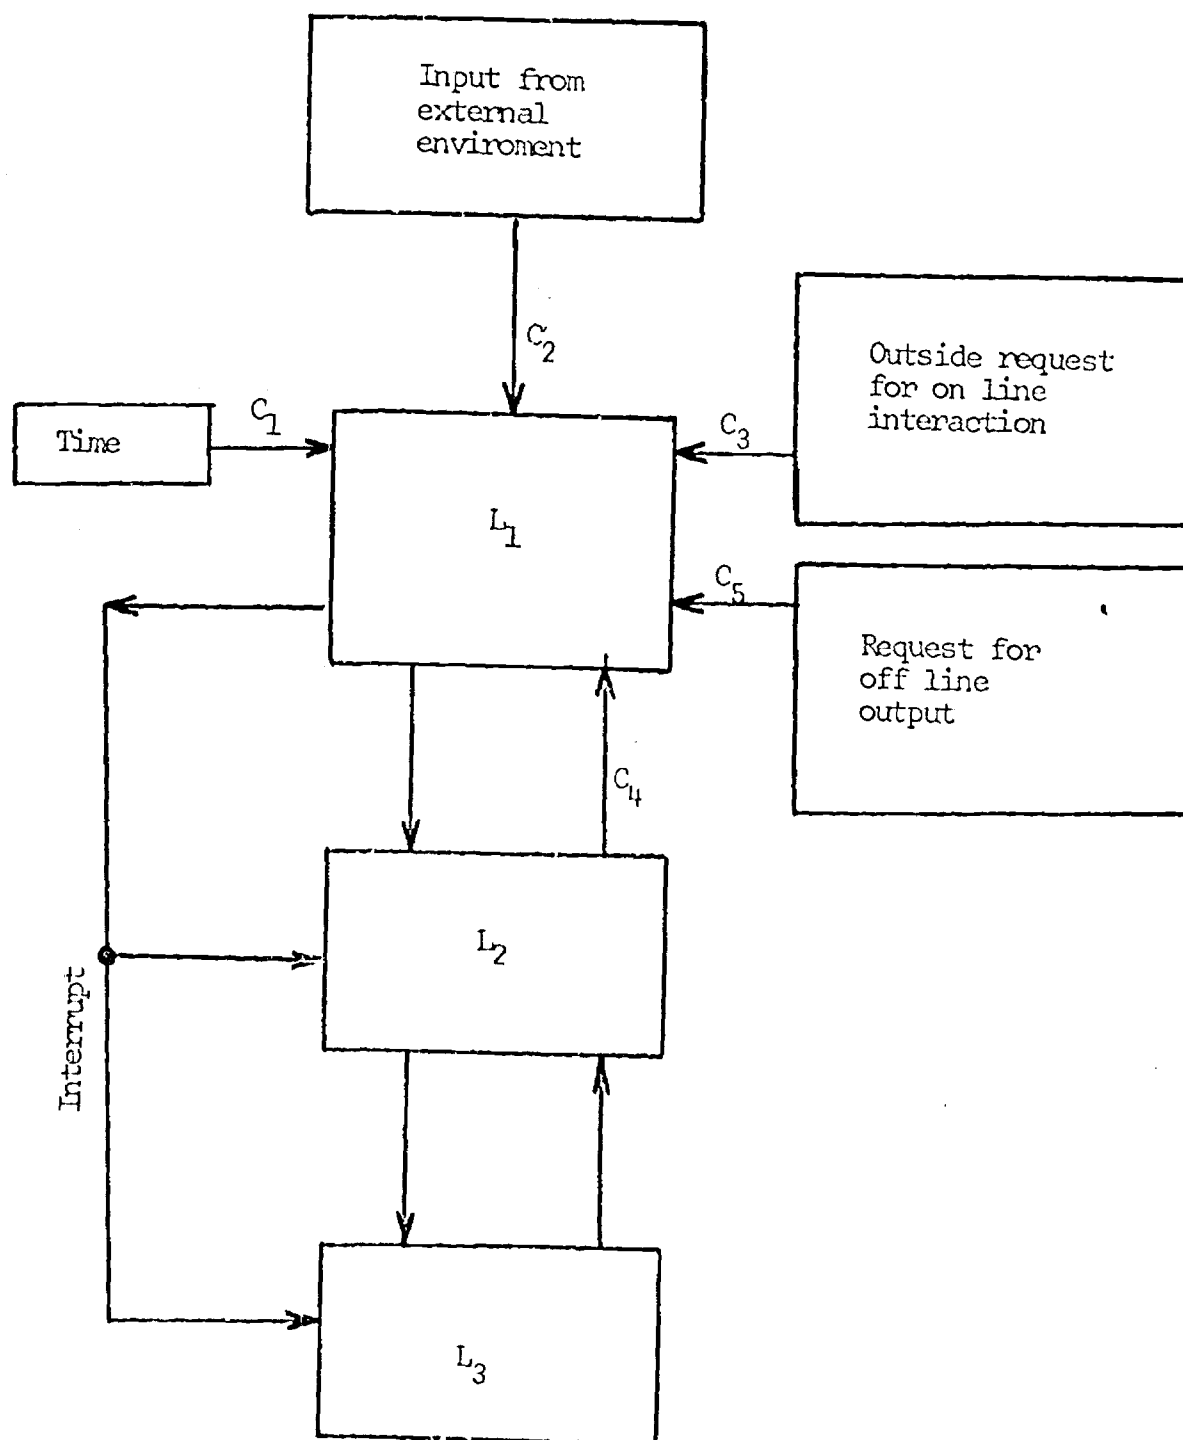 Input from
external
enviroment
C2
Outside request
for on line
interaction
Time
C1
C3
L1
C5
Request for
off line
output
C4
L2
Interrupt
L3